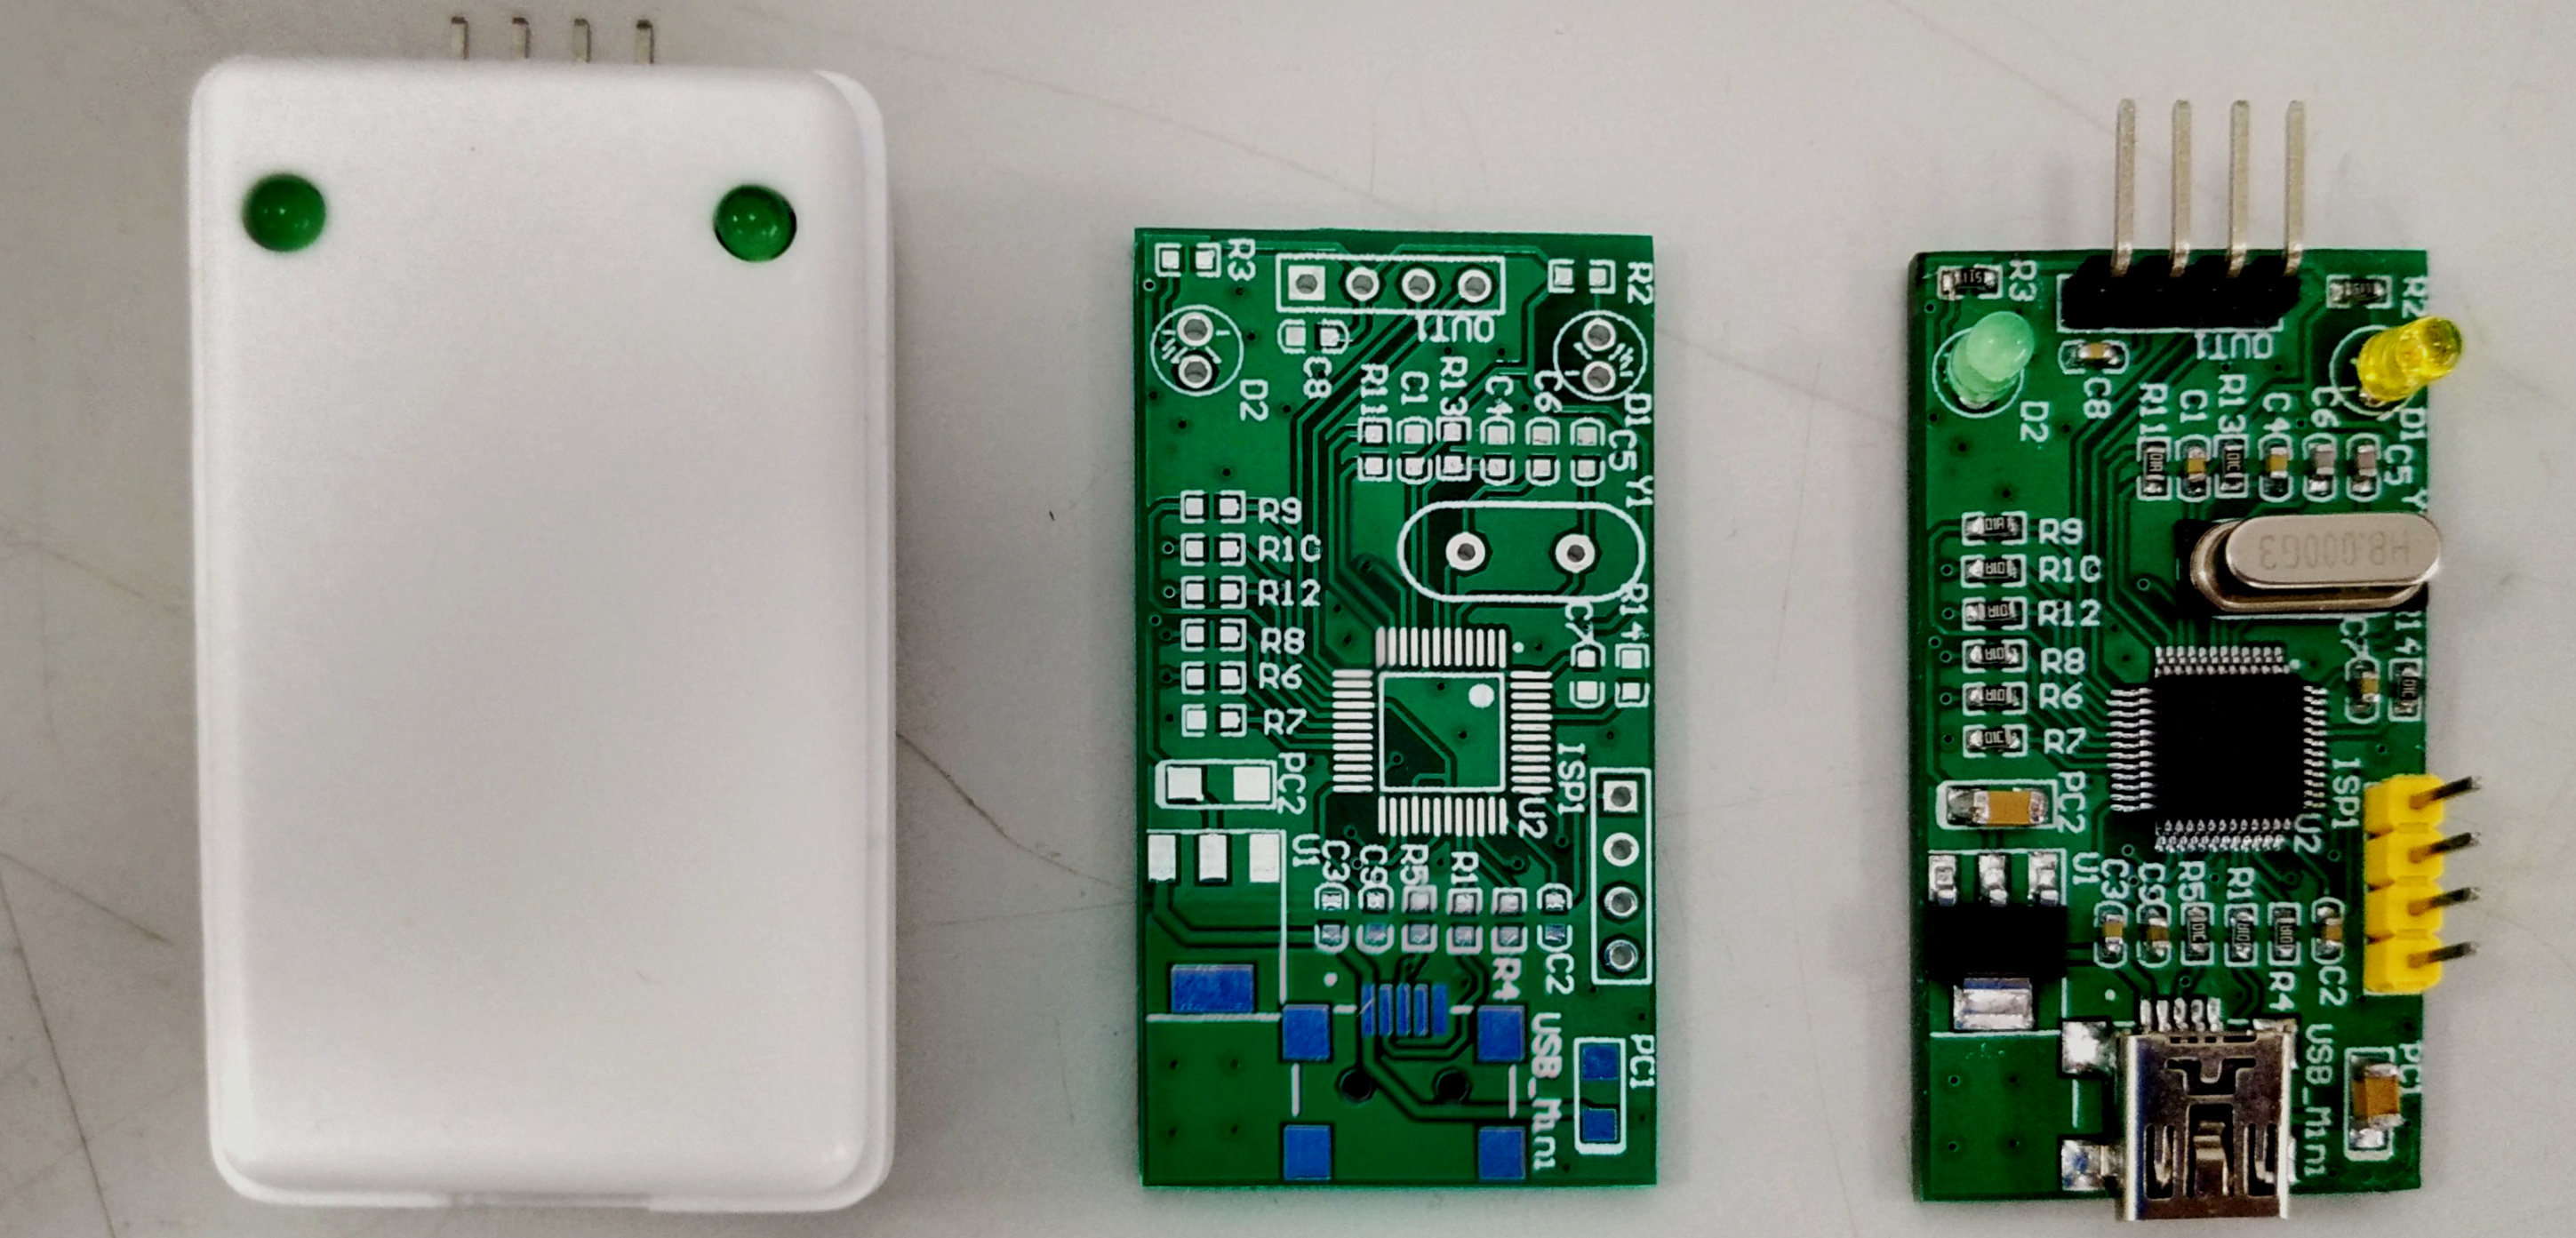 R3
R2
OUT1
D2
C8
R11
C1
R13
C4
C6
D1
C5
Y1
R9
R10
R12
R8
R6
R7
R14
C7
PC2
ISP1
U2
U1
C3
C9
R5
R1
R4
C2
USB_Mini
PC1
R3
R2
OUT1
D2
C8
R11
C1
R13
C4
C6
D1
C5
Y
H8.000G3
R9
R10
R12
R8
R6
R7
14
C7
PC2
ISP1
U2
U1
C3
C9
R5
R1
R4
C2
USB_Mini
PC1